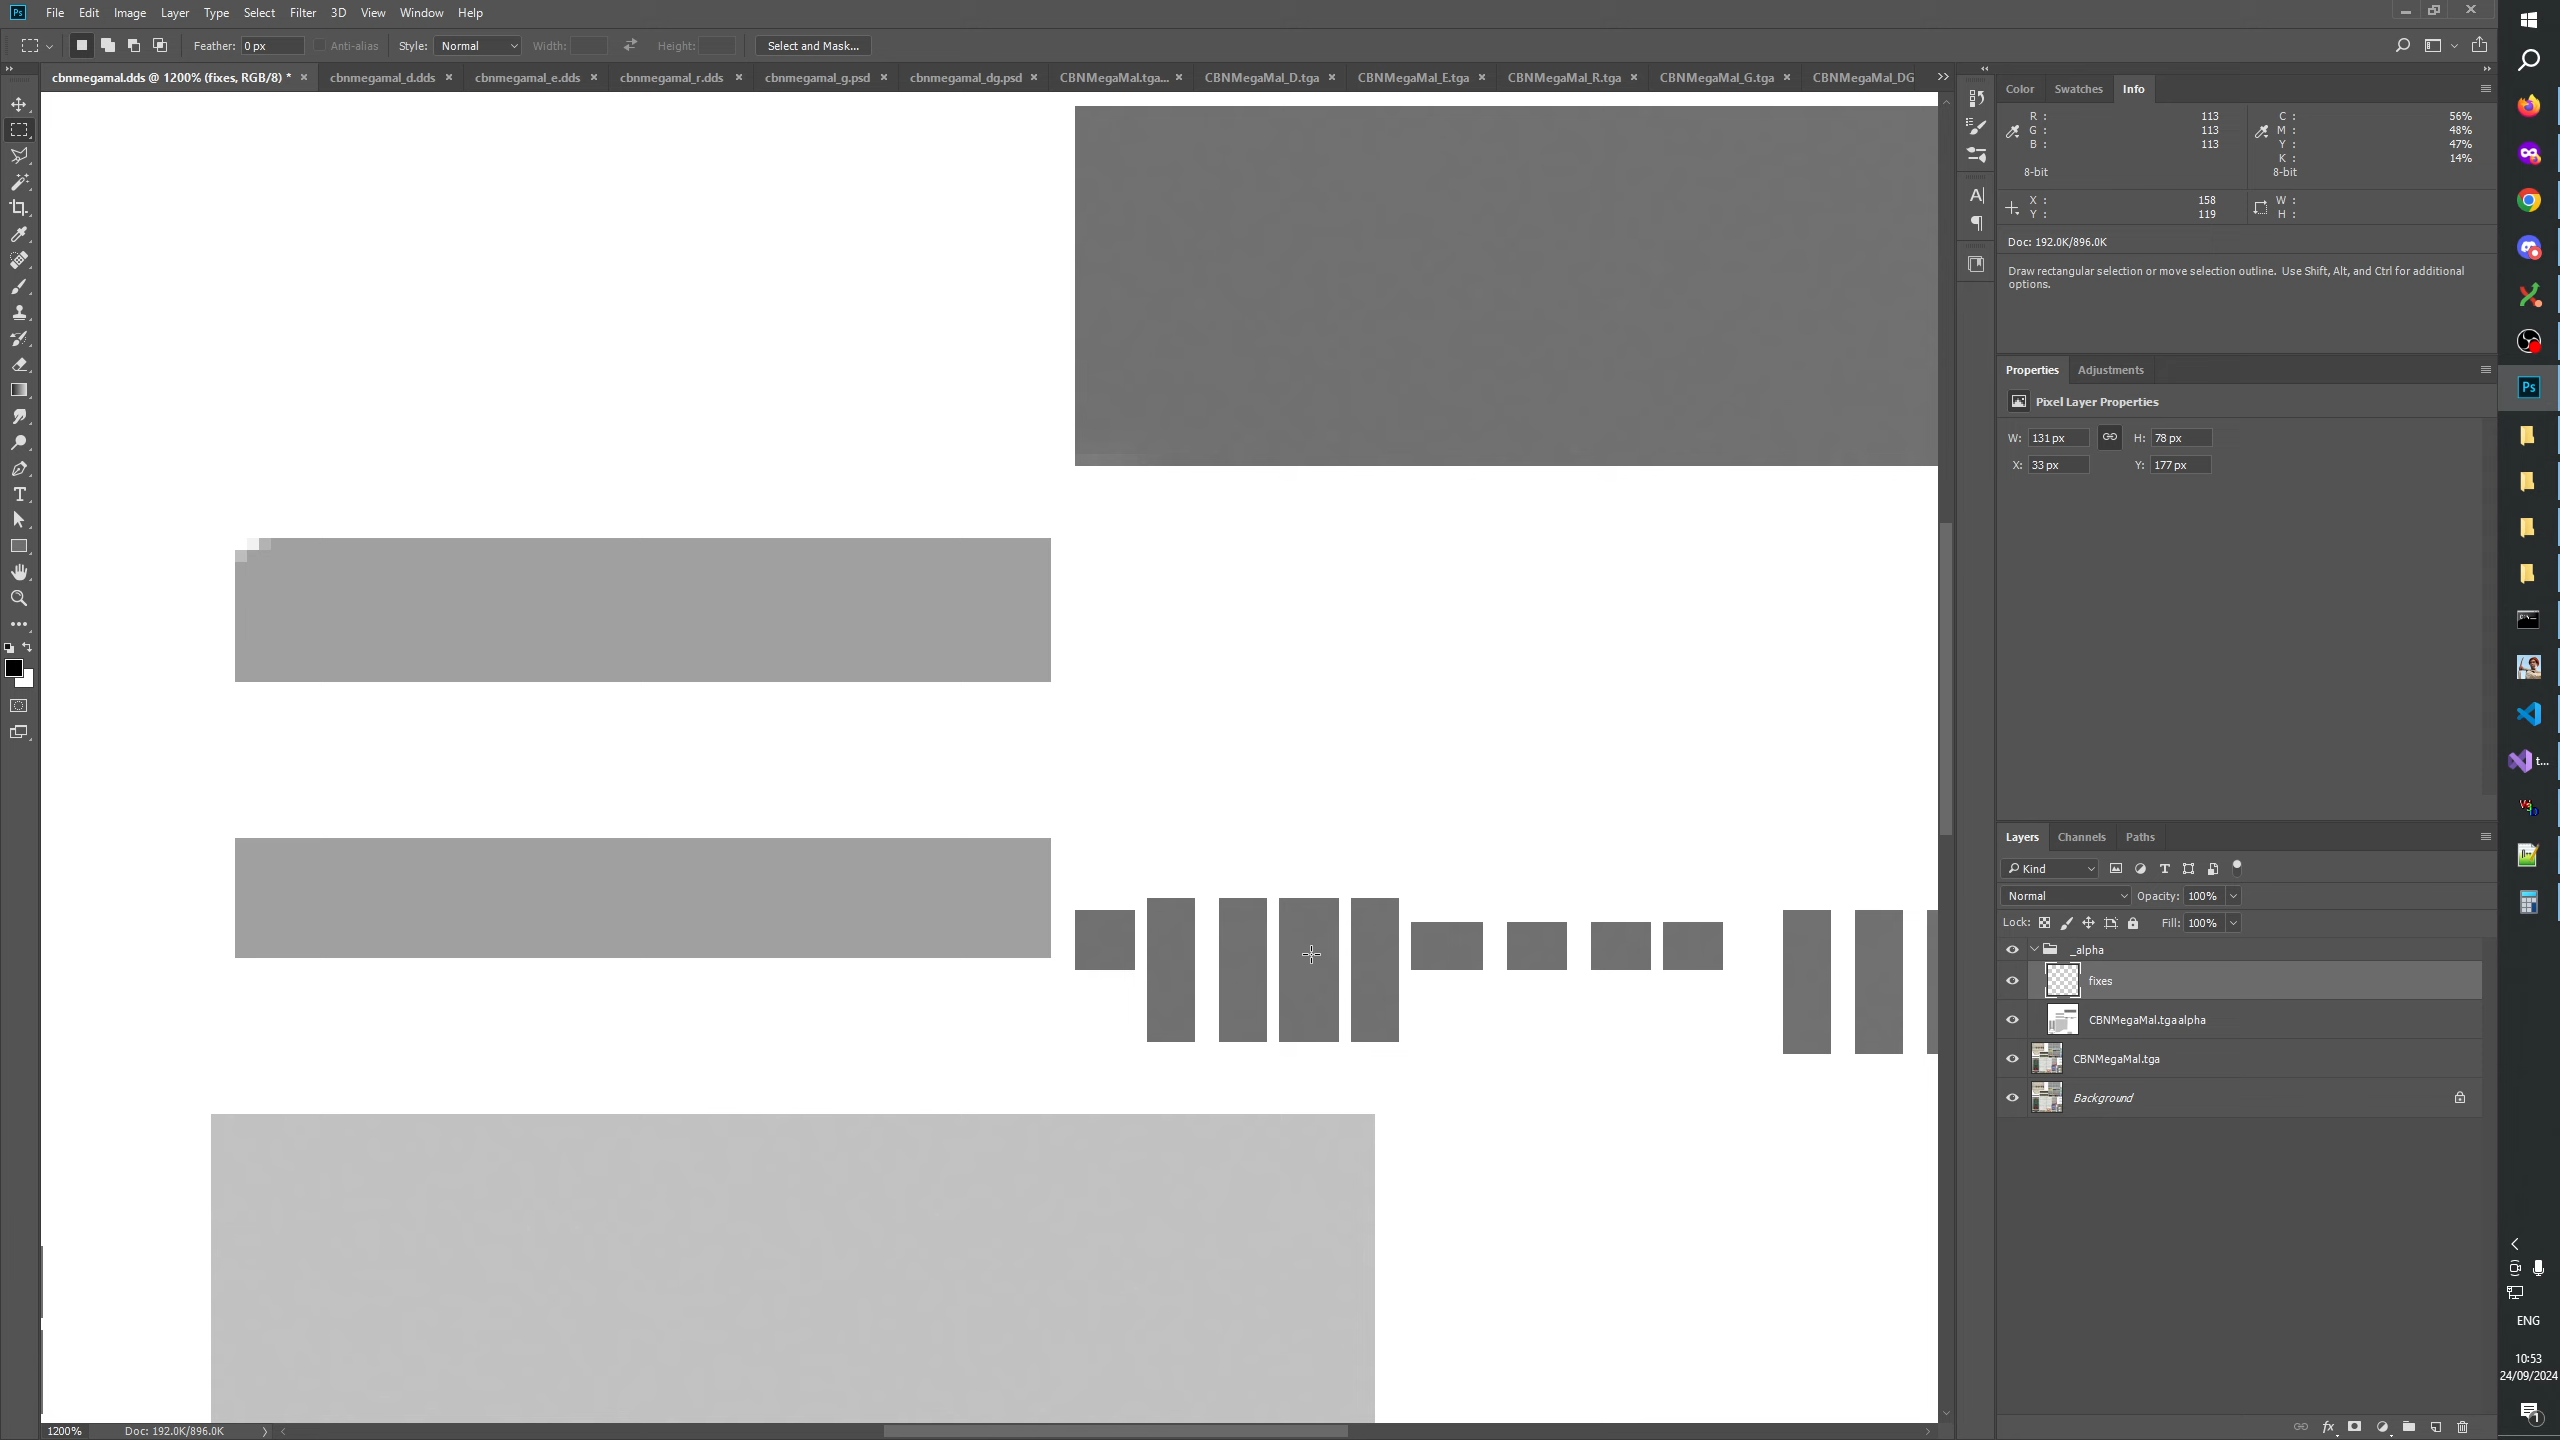 Ps File Edit Image Layer Type Select Filter 3D View Window Help
Feather: 0 px Anti-alias Style: Normal Width: Height: Select and Mask...
cbnmegamal.dds @ 1200% (fixes, RGB/8) * cbnmegamal_d.dds cbnmegamal_e.dds cbnmegamal_r.dds cbnmegamal_g.psd cbnmegamal_dg.psd CBNMegaMal.tga... CBNMegaMal_D.tga CBNMegaMal_E.tga CBNMegaMal_R.tga CBNMegaMal_G.tga CBNMegaMal_DG
Color Swatches Info
R : 113 C : 56%
G : 113 M : 48%
B : 113 Y : 47%
K : 14%
8-bit 8-bit
X : 158 W :
Y : 119 H :
Doc: 192.0K/896.0K
Draw rectangular selection or move selection outline. Use Shift, Alt, and Ctrl for additional
options.
Properties Adjustments
Pixel Layer Properties
W: 131 px H: 78 px
X: 33 px Y: 177 px
Layers Channels Paths
Kind
Normal Opacity: 100%
Lock: Fill: 100%
_alpha
fixes
CBNMegaMal.tga alpha
CBNMegaMal.tga
Background
1200% Doc: 192.0K/896.0K
Ps
t...
ENG
10:53
24/09/2024
1